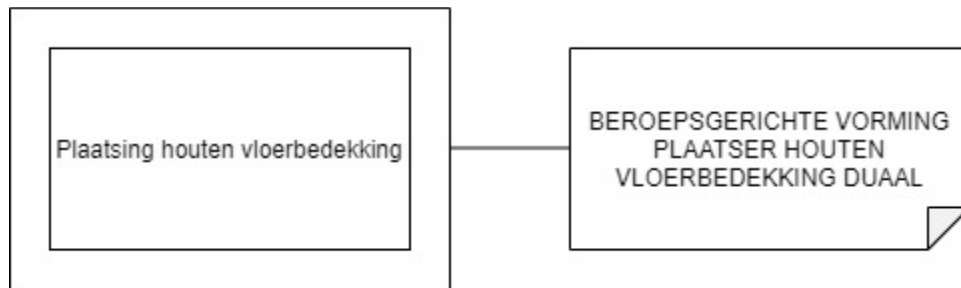 Plaatsing houten vloerbedekking
BEROEPSGERICHTE VORMING
PLAATSER HOUTEN
VLOERBEDEKKING DUAAL